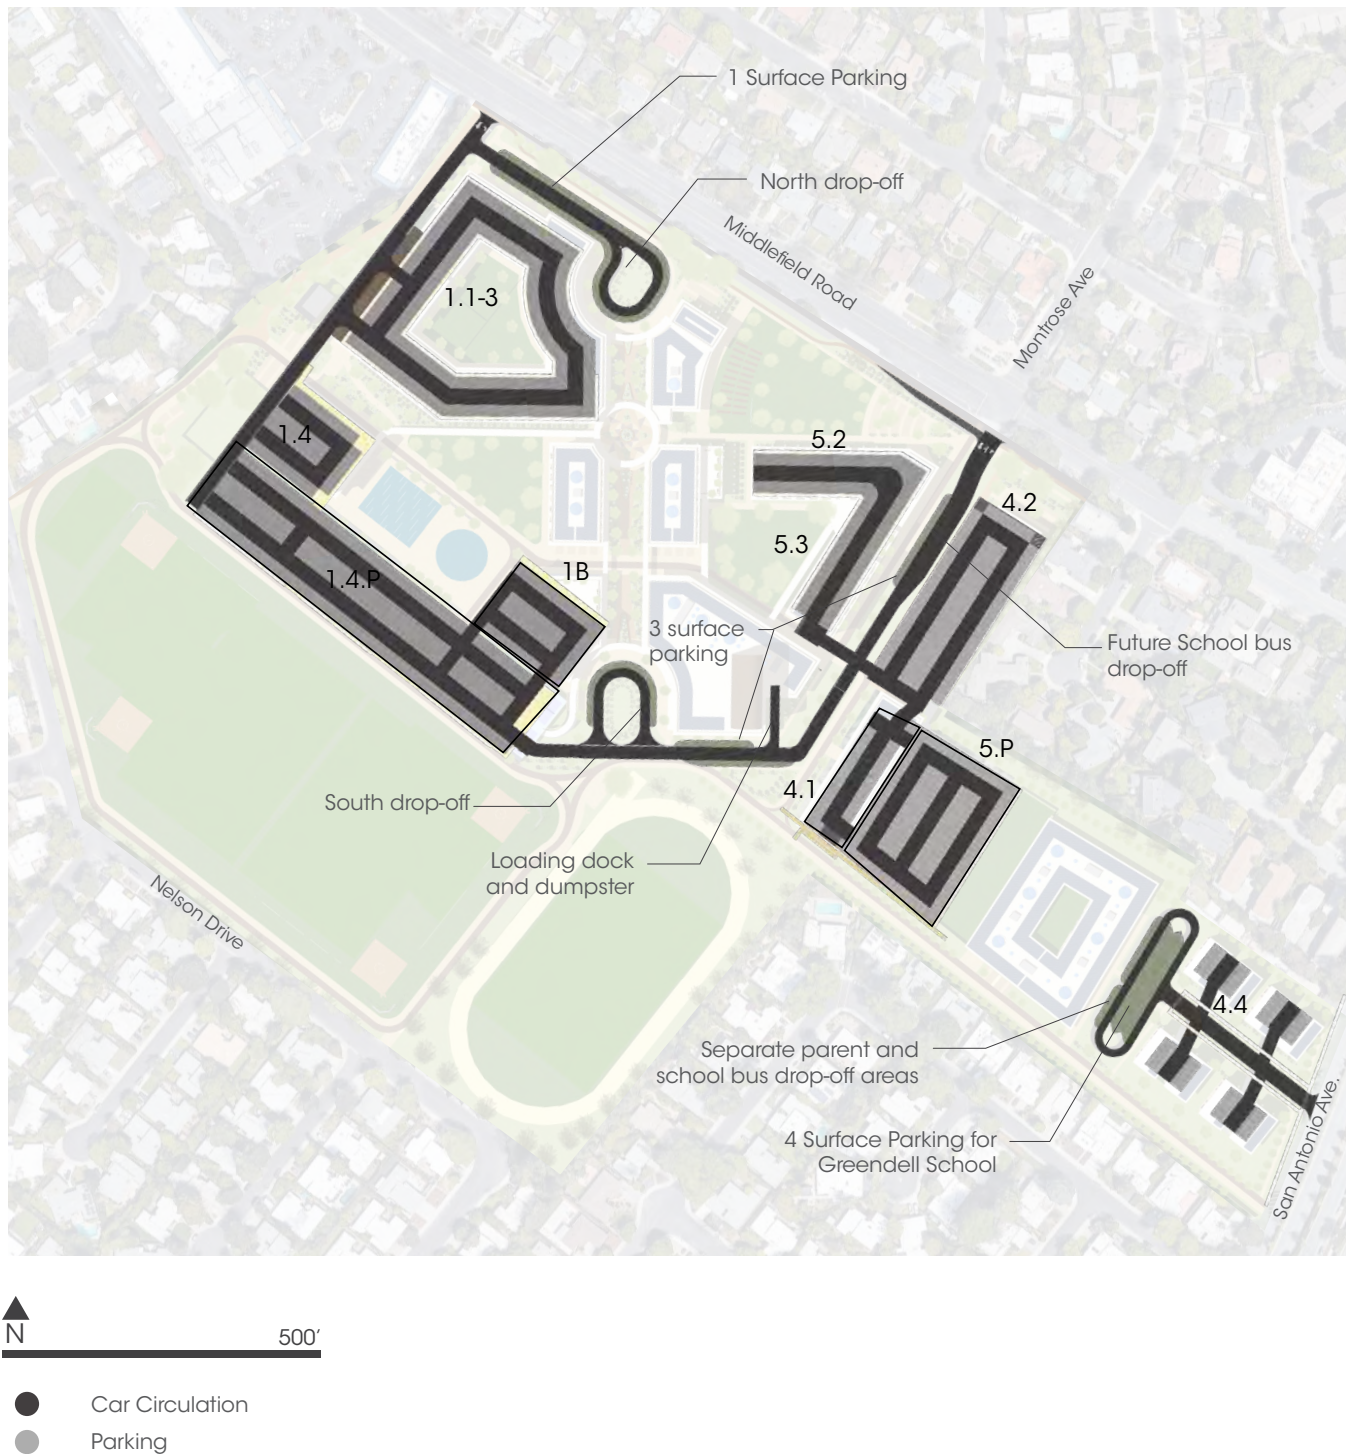 1 Surface Parking
North drop-off
Middlefield Road
Montrose Ave
1.1-3
1.4
5.2
4.2
5.3
1B
1.4.P
3 surface
parking
Future School bus
drop-off
5.P
4.1
South drop-off
Loading dock
and dumpster
Nelson Drive
4.4
Separate parent and
school bus drop-off areas
4 Surface Parking for
Greendell School
San Antonio Ave.
N
500'
Car Circulation
Parking